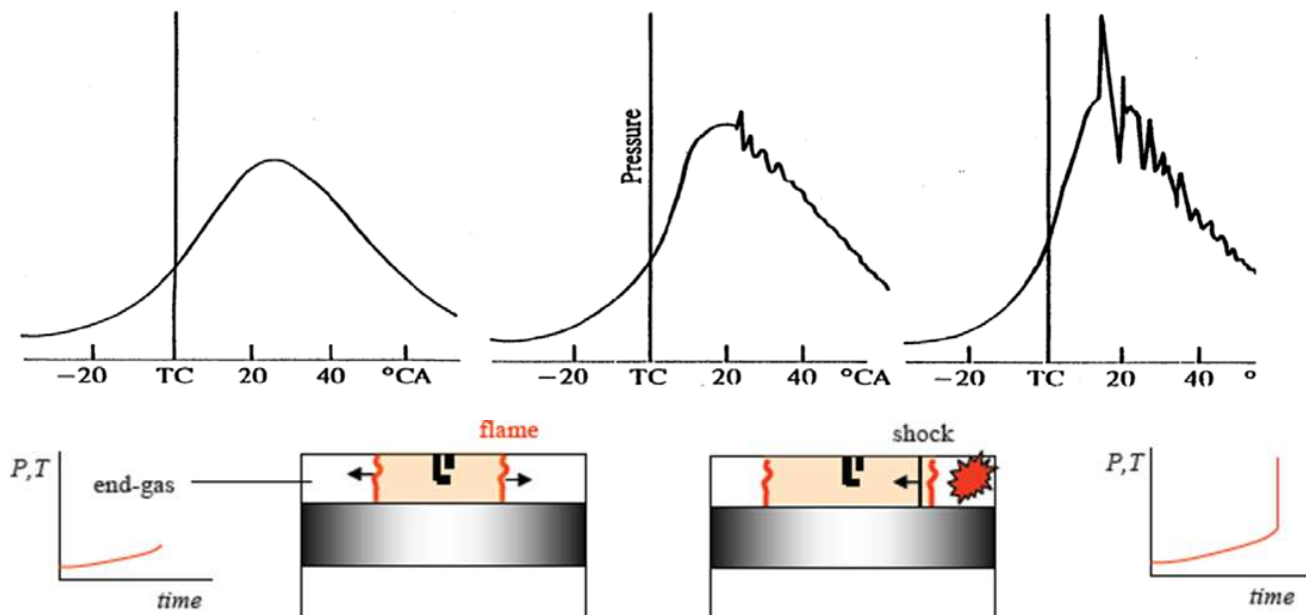 Pressure
−20 TC 20 40 °CA
−20 TC 20 40 °CA
−20 TC 20 40 °
flame
shock
P,T
end-gas
P,T
time
time